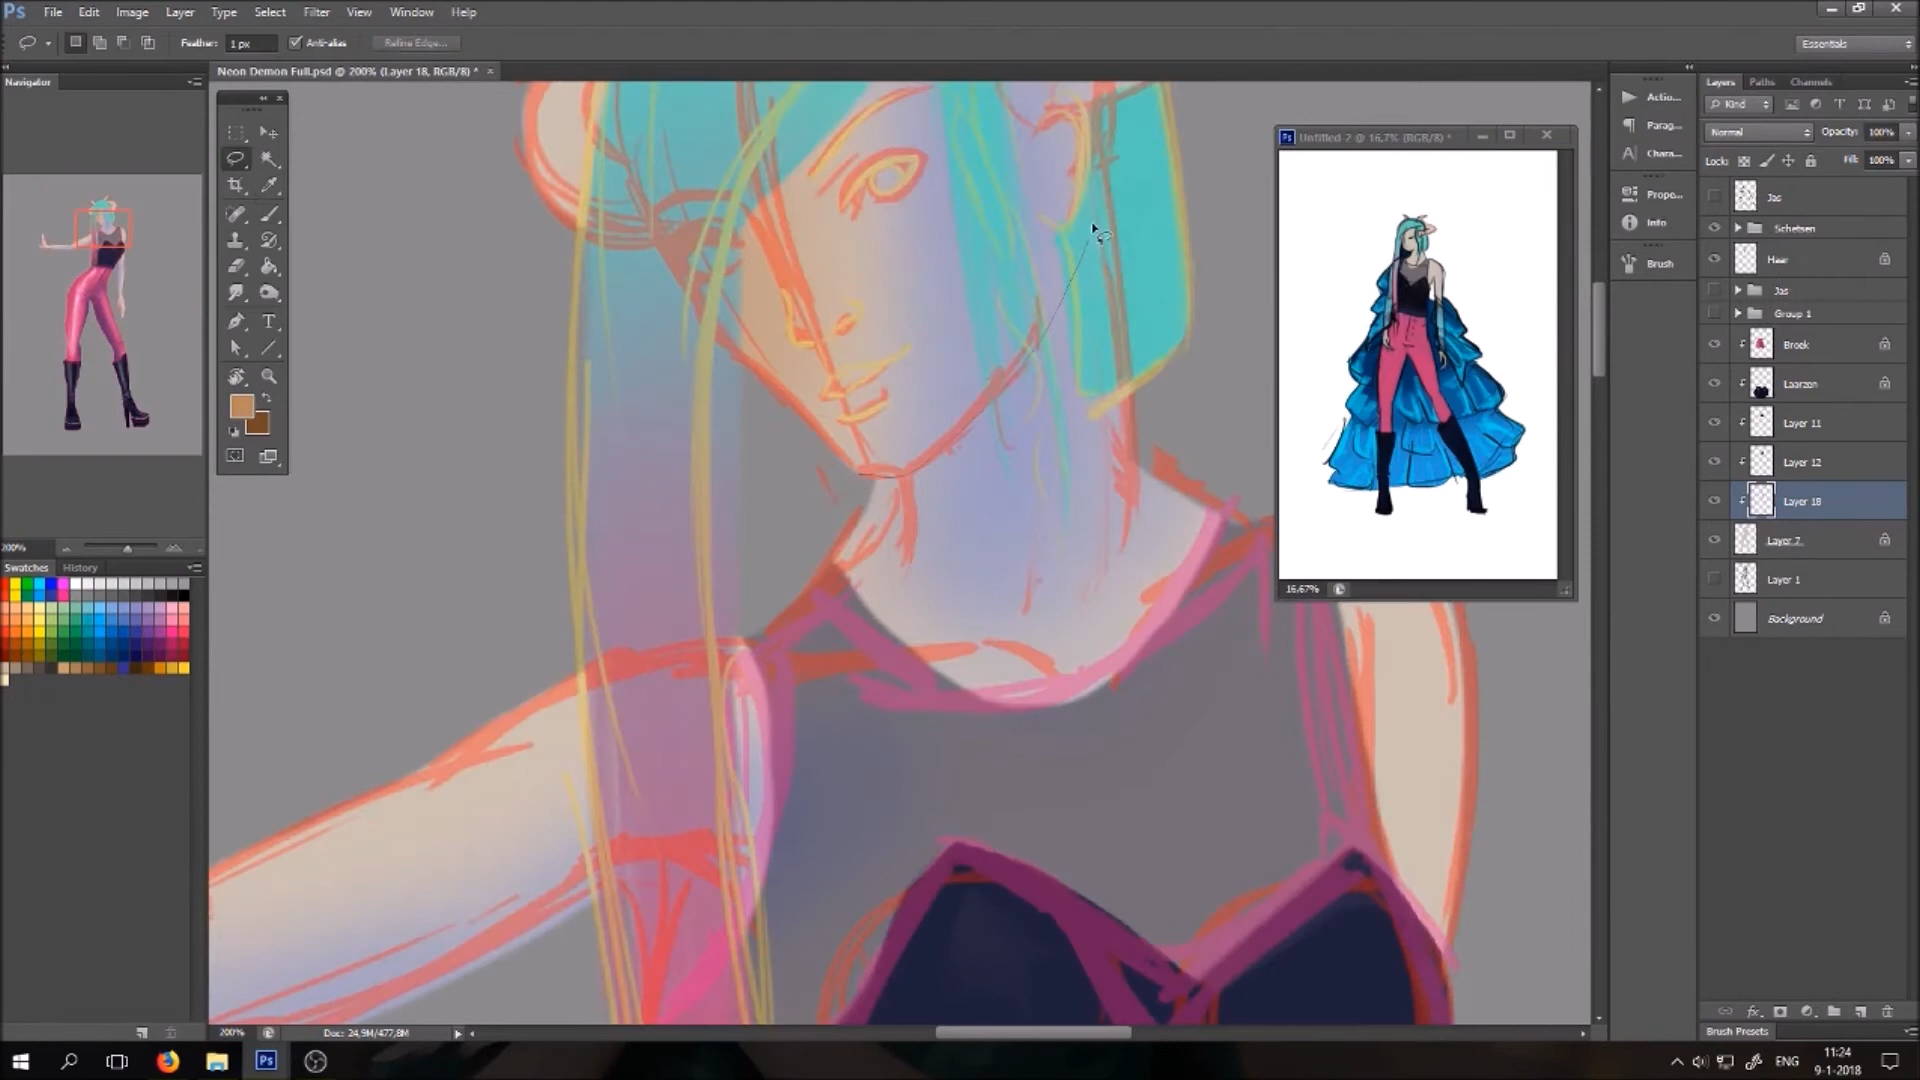 Ps File Edit Image Layer Type Select Filter View Window Help
Feather: 1 px Anti-alias Refine Edge... Essentials
Navigator
Neon Demon Full.psd @ 200% (Layer 18, RGB/8) *
Layers Paths Channels
Actio...
Kind
Parag...
Normal Opacity: 100%
Ps Untitled-2 @ 16,7% (RGB/8) *
Chara...
Lock: Fill: 100%
Prope...
Jas
Info
Schetsen
Brush
Haar
Jas
Group 1
Broek
Laarzen
Layer 11
Layer 12
Layer 18
Layer 7
200%
Swatches History
Layer 1
16,67%
Background
200% Doc: 24,9M/477,8M
Brush Presets
Ps
ENG
11:24
9-1-2018